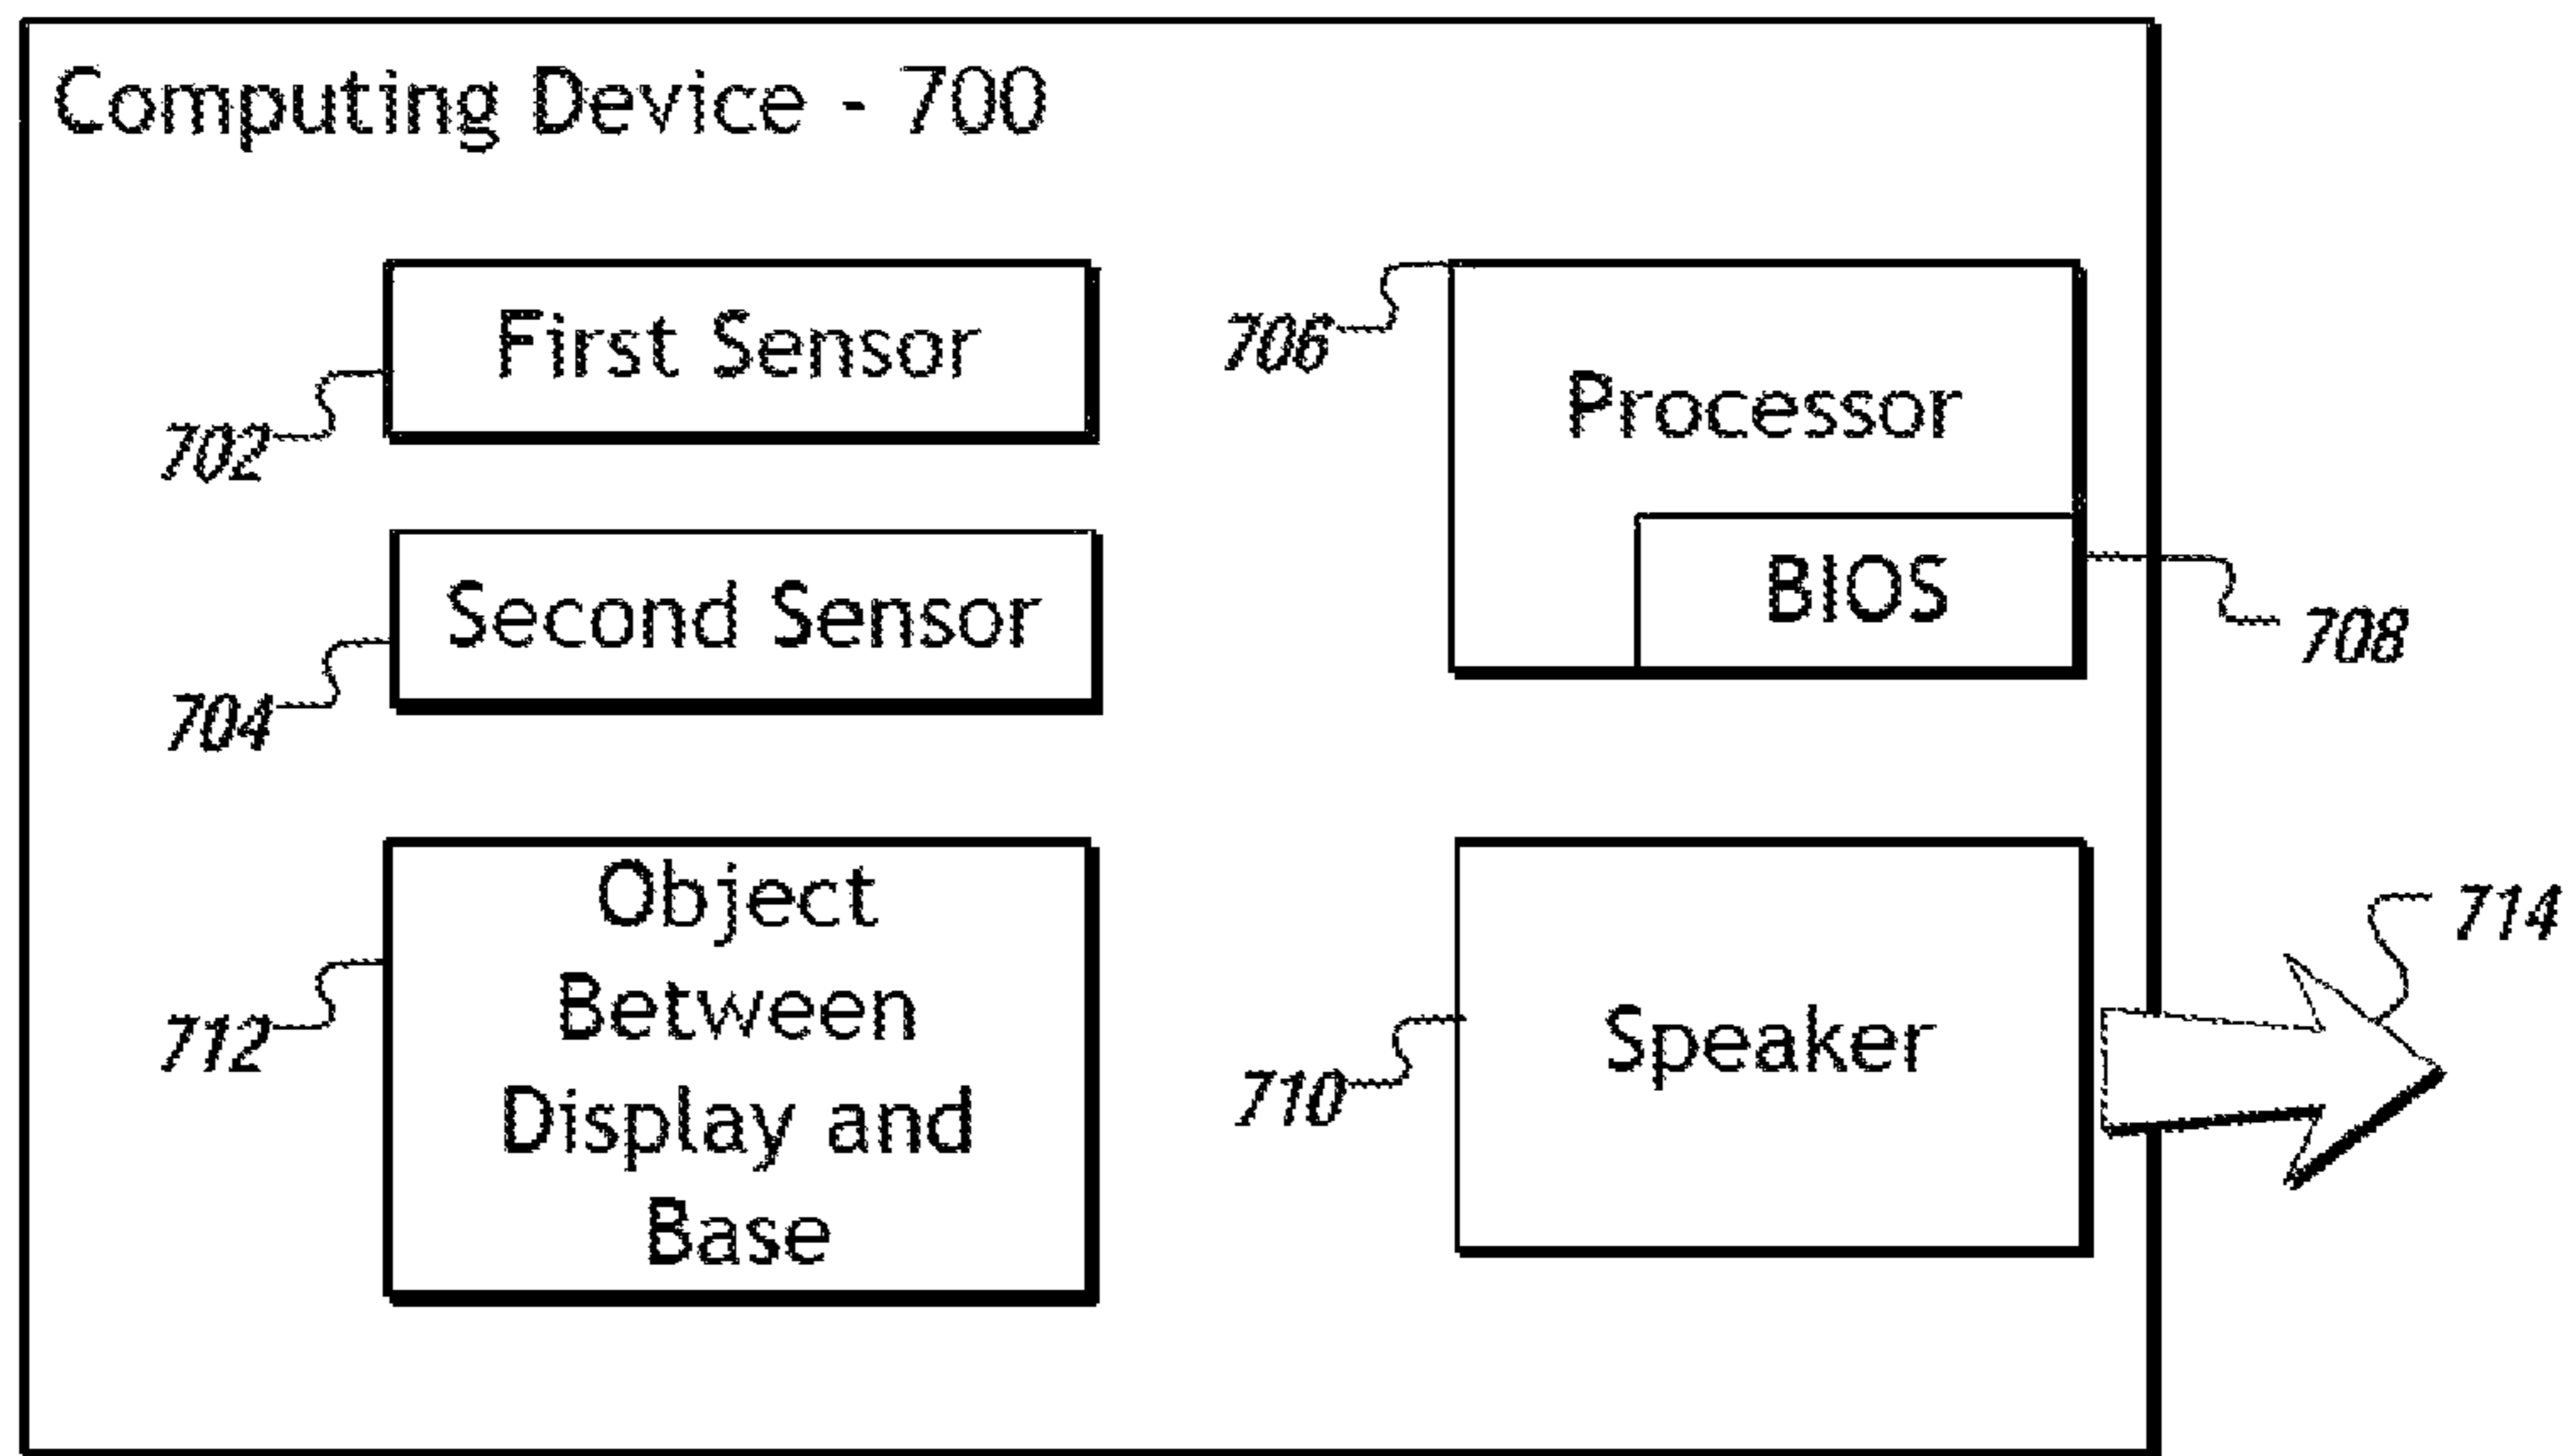 Computing Device - 700
First Sensor
702
Second Sensor
704
706
Processor
BIOS
708
Object
Between
Display and
Base
712
Speaker
710
714